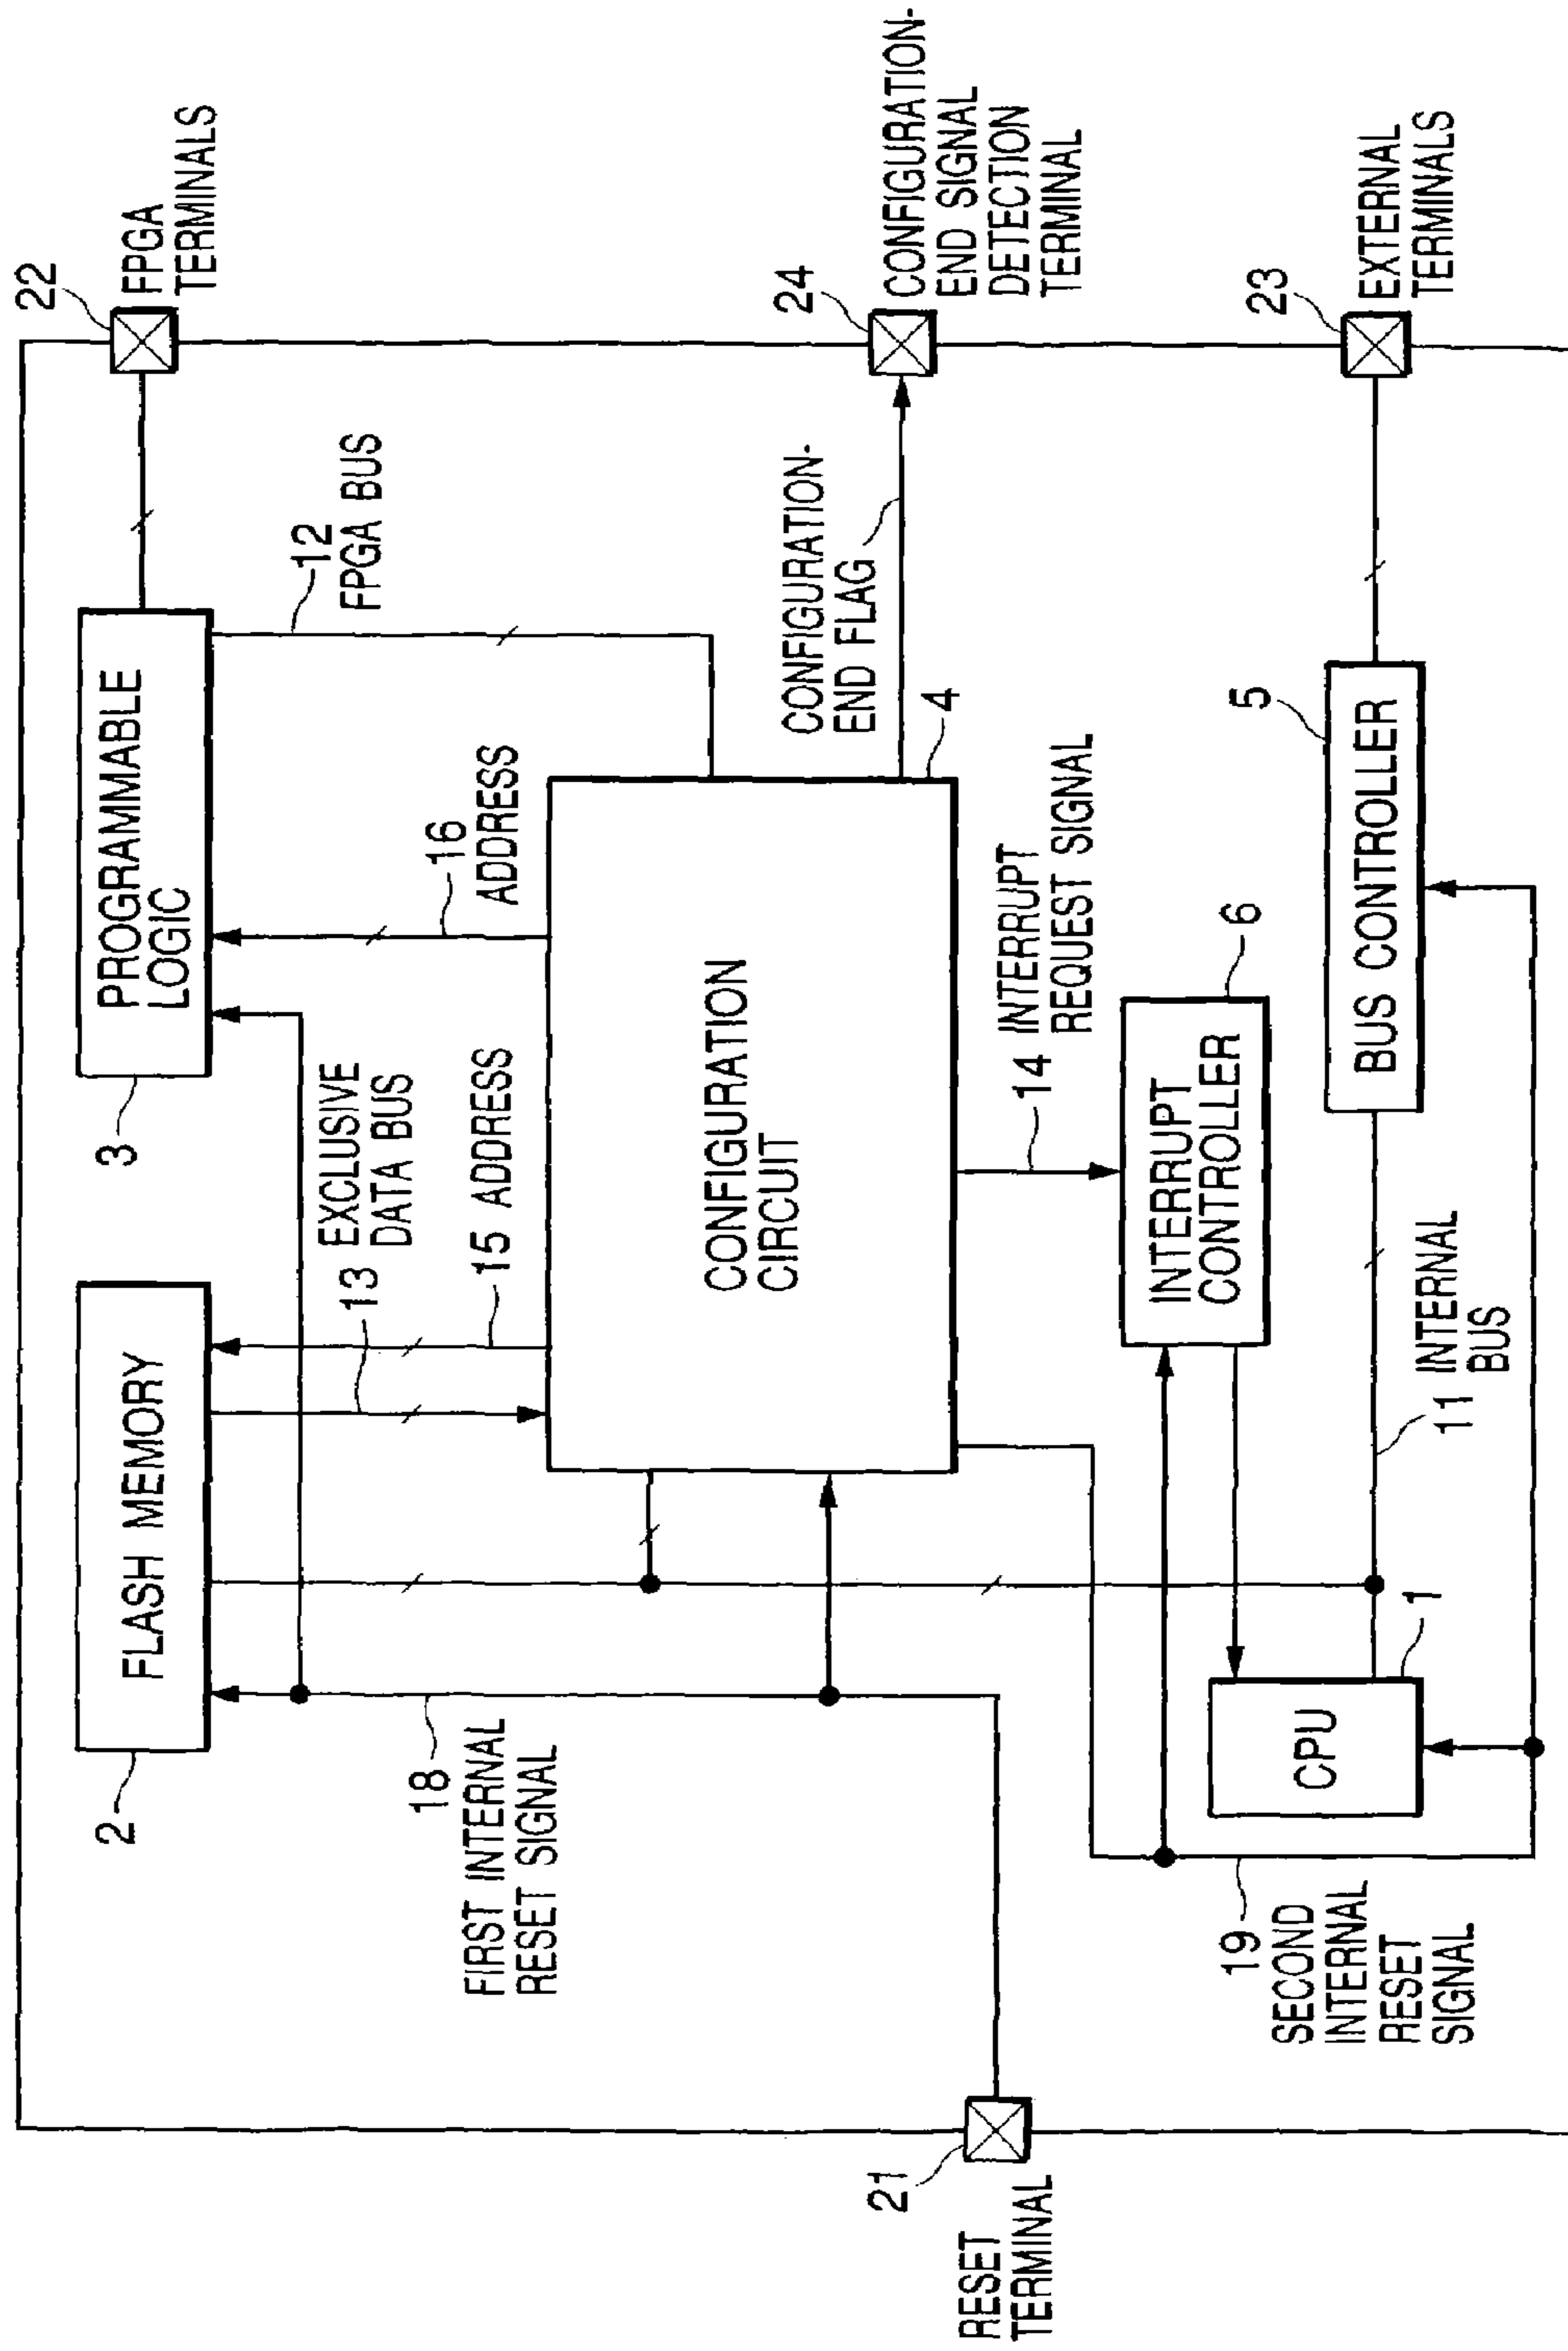 2
FLASH MEMORY
3
PROGRAMMABLE
LOGIC
22
FPGA
TERMINALS
12
FPGA BUS
EXCLUSIVE
DATA BUS
13
15 ADDRESS
16
ADDRESS
18
FIRST INTERNAL
RESET SIGNAL
CONFIGURATION
CIRCUIT
4
CONFIGURATION-
END FLAG
24
CONFIGURATION-
END SIGNAL
DETECTION
TERMINAL
21
RESET
TERMINAL
14
INTERRUPT
REQUEST SIGNAL
INTERRUPT
CONTROLLER
6
19
SECOND
INTERNAL
RESET
SIGNAL
CPU
1
11
INTERNAL
BUS
BUS CONTROLLER
5
23
EXTERNAL
TERMINALS